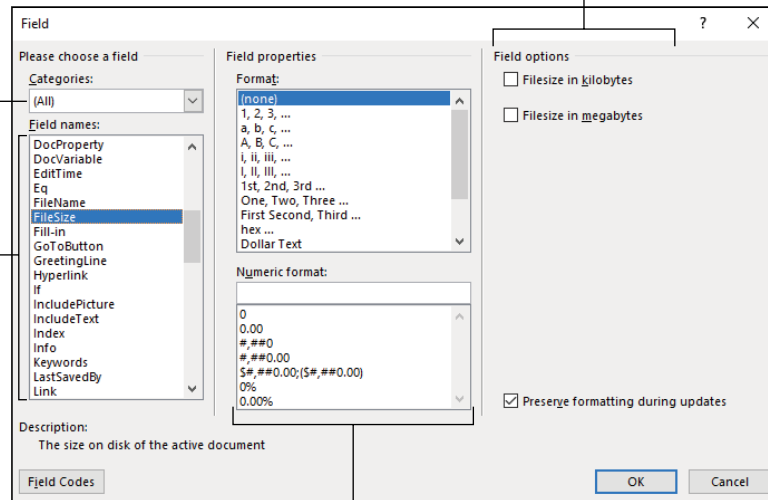 Field
?
Please choose a field
Categories:
(All)
Field names:
DocProperty
DocVariable
EditTime
Eq
FileName
FileSize
Fill-in
GoToButton
GreetingLine
Hyperlink
If
IncludePicture
IncludeText
Index
Info
Keywords
LastSavedBy
Link
Field properties
Format:
(none)
1, 2, 3, ...
a, b, c, ...
A, B, C, ...
i, ii, iii, ...
I, II, III, ...
1st, 2nd, 3rd ...
One, Two, Three ...
First Second, Third ...
hex ...
Dollar Text
Numeric format:
0
0.00
#,##0
#,##0.00
$#,##0.00;($#,##0.00)
0%
0.00%
Field options
Filesize in kilobytes
Filesize in megabytes
Preserve formatting during updates
Description:
The size on disk of the active document
Field Codes
OK
Cancel